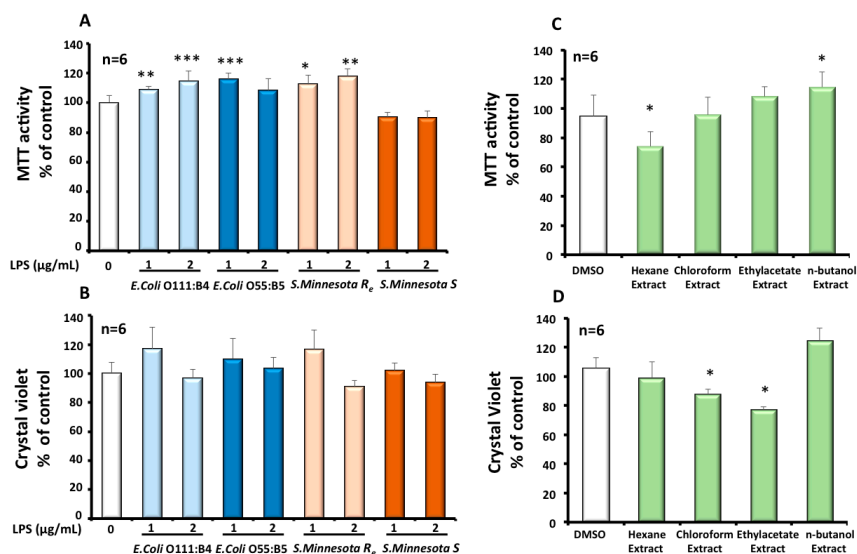 A
n=6
MTT activity
% of control
140
120
100
80
60
40
20
0
** *** *** * **
LPS (µg/mL) 0 1 2 1 2 1 2 1 2
E.Coli O111:B4 E.Coli O55:B5 S.Minnesota Re S.Minnesota S
B
n=6
Crystal violet
% of control
140
120
100
80
60
40
20
0
LPS (µg/mL) 0 1 2 1 2 1 2 1 2
E.Coli O111:B4 E.Coli O55:B5 S.Minnesota Re S.Minnesota S
C
n=6
MTT activity
% of control
140
120
100
80
60
40
20
0
* *
DMSO Hexane Chloroform Ethylacetate n-butanol
Extract Extract Extract Extract
D
n=6
Crystal Violet
% of control
140
120
100
80
60
40
20
0
* *
DMSO Hexane Chloroform Ethylacetate n-butanol
Extract Extract Extract Extract